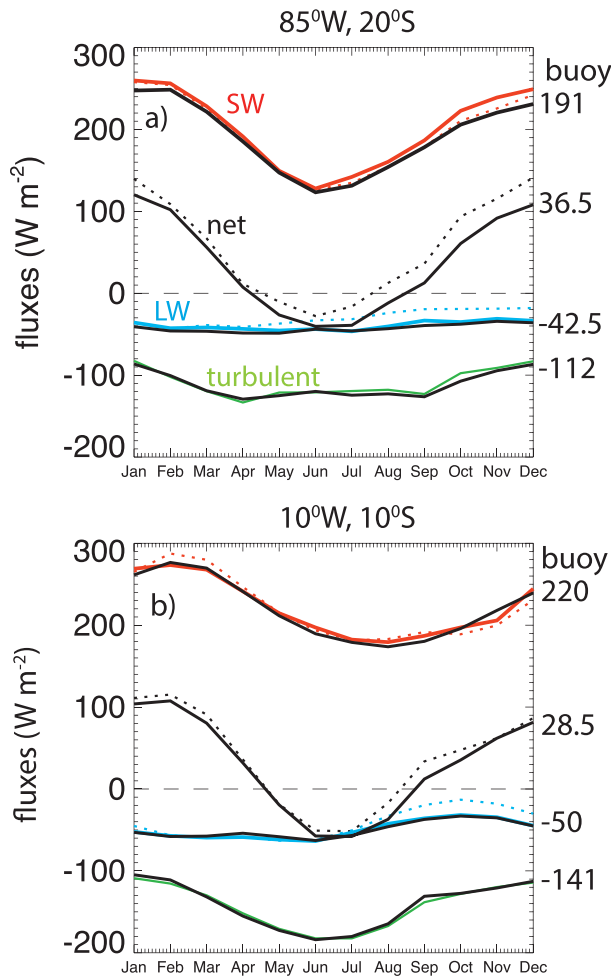 85⁰W, 20⁰S
buoy
300
200
100
0
-100
-200
fluxes (W m⁻²)
a)
SW
net
LW
turbulent
191
36.5
-42.5
-112
Jan Feb Mar Apr May Jun Jul Aug Sep Oct Nov Dec
10⁰W, 10⁰S
buoy
300
200
100
0
-100
-200
fluxes (W m⁻²)
b)
220
28.5
-50
-141
Jan Feb Mar Apr May Jun Jul Aug Sep Oct Nov Dec